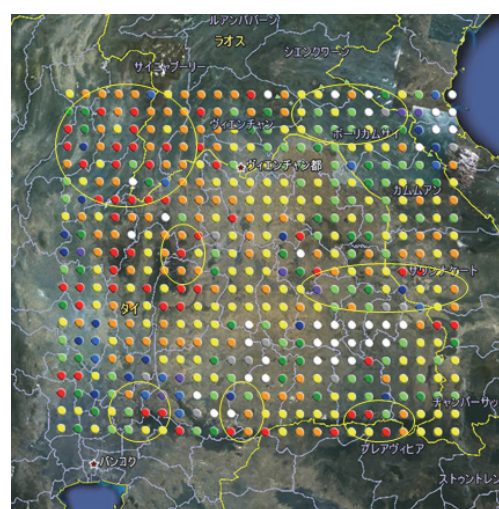 ルアンパバーン
ラオス
シエンクワーン
サイニャブーリー
ヴィエンチャン
ボーリカムサイ
ヴィエンチャン都
カムムアン
サワンナケート
タイ
チャンパーサッ
プレアヴィヒア
バンコク
ストゥントレン